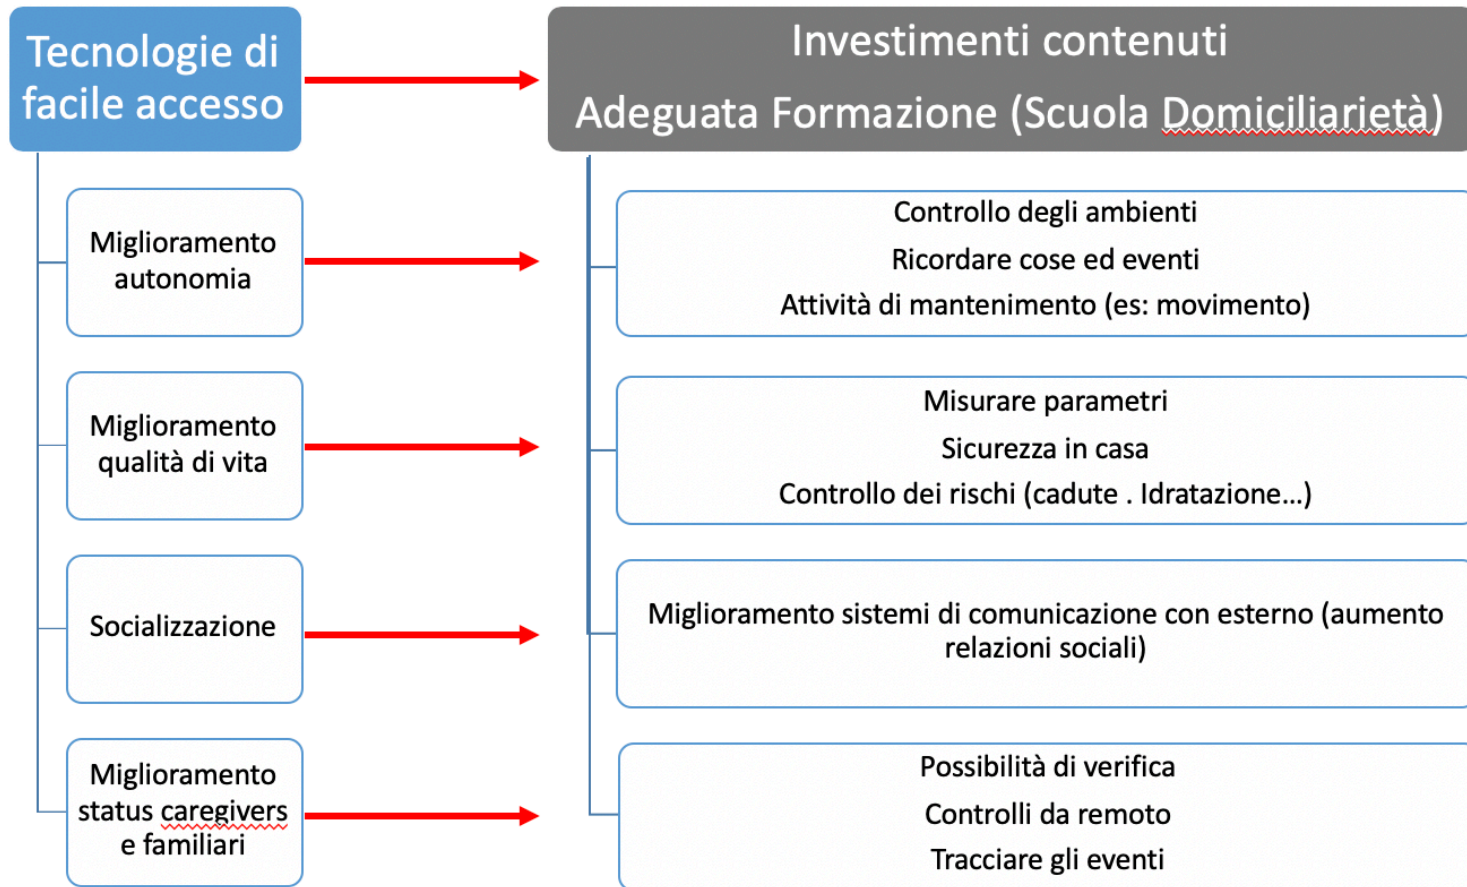 Tecnologie di
facile accesso
Investimenti contenuti
Adeguata Formazione (Scuola Domiciliarietà)
Miglioramento
autonomia
Controllo degli ambienti
Ricordare cose ed eventi
Attività di mantenimento (es: movimento)
Miglioramento
qualità di vita
Misurare parametri
Sicurezza in casa
Controllo dei rischi (cadute . Idratazione...)
Socializzazione
Miglioramento sistemi di comunicazione con esterno (aumento
relazioni sociali)
Miglioramento
status caregivers
e familiari
Possibilità di verifica
Controlli da remoto
Tracciare gli eventi